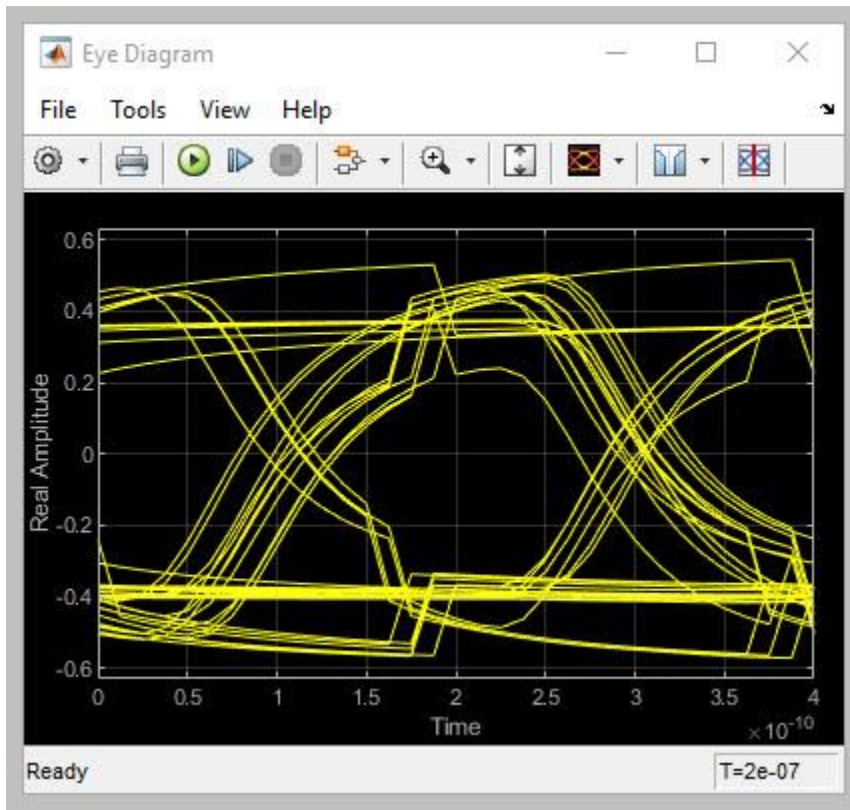 Eye Diagram
File Tools View Help
0.6
0.4
0.2
0
-0.2
-0.4
-0.6
Real Amplitude
0 0.5 1 1.5 2 2.5 3 3.5 4
Time
×10⁻¹⁰
Ready T=2e-07